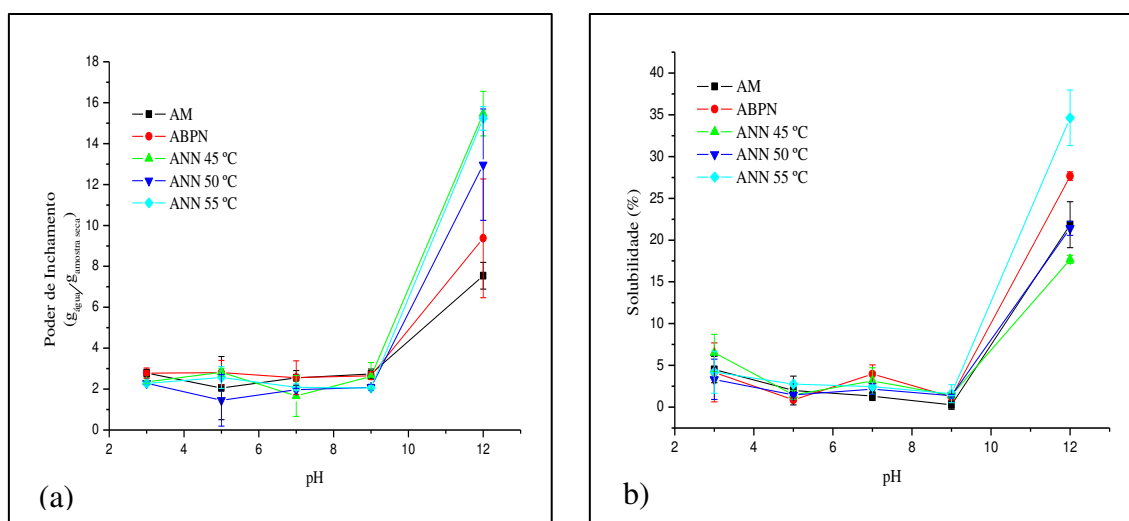 18
16
14
12
10
8
6
4
2
0
Poder de Inchamento
(g água/g amostra seca)
AM
ABPN
ANN 45 ºC
ANN 50 ºC
ANN 55 ºC
2 4 6 8 10 12
pH
(a)
40
35
30
25
20
15
10
5
0
Solubilidade (%)
AM
ABPN
ANN 45 ºC
ANN 50 ºC
ANN 55 ºC
2 4 6 8 10 12
pH
b)